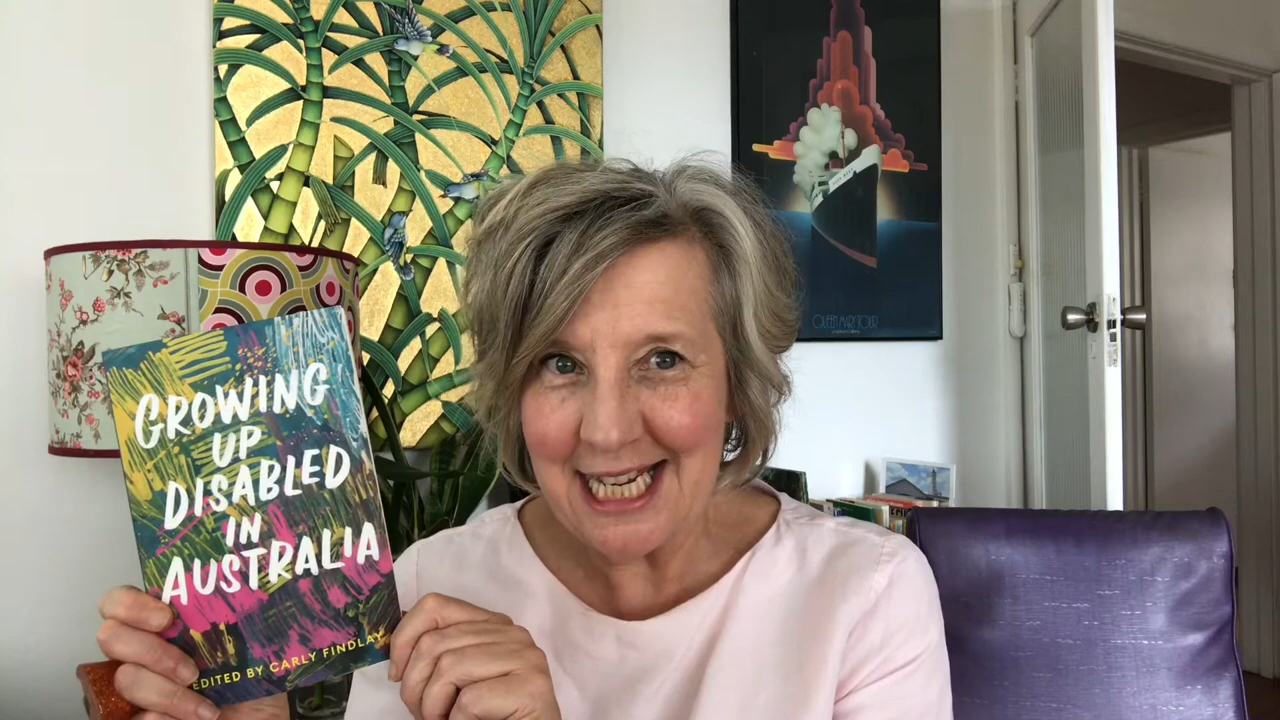 GROWING
UP
DISABLED
IN
AUSTRALIA
EDITED BY CARLY FINDLAY
QUEEN MARY TOUR